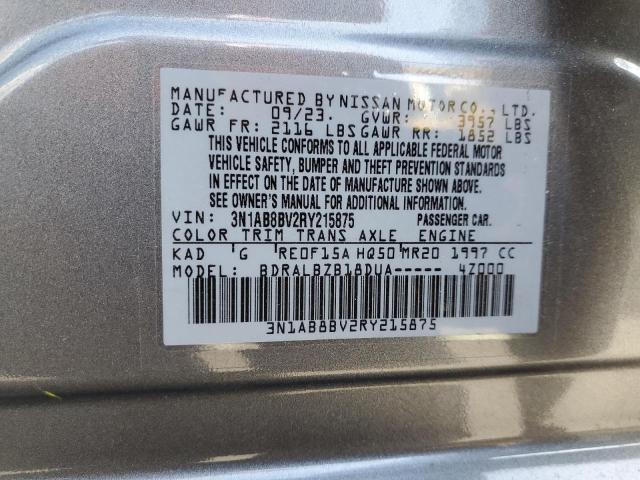 MANUFACTURED BY NISSAN MOTOR CO., LTD.
DATE: 09/23. GVWR: 3957 LBS
GAWR FR: 2116 LBS GAWR RR: 1852 LBS
THIS VEHICLE CONFORMS TO ALL APPLICABLE FEDERAL MOTOR
VEHICLE SAFETY, BUMPER AND THEFT PREVENTION STANDARDS
IN EFFECT ON THE DATE OF MANUFACTURE SHOWN ABOVE.
SEE OWNER'S MANUAL FOR ADDITIONAL INFORMATION.
VIN: 3N1AB8BV2RY215875 PASSENGER CAR.
COLOR TRIM TRANS AXLE ENGINE
KAD G RE0F15A HQ50 MR20 1997 CC
MODEL: BDRALBZB18DUA----- 4Z000
3N1AB8BV2RY215875